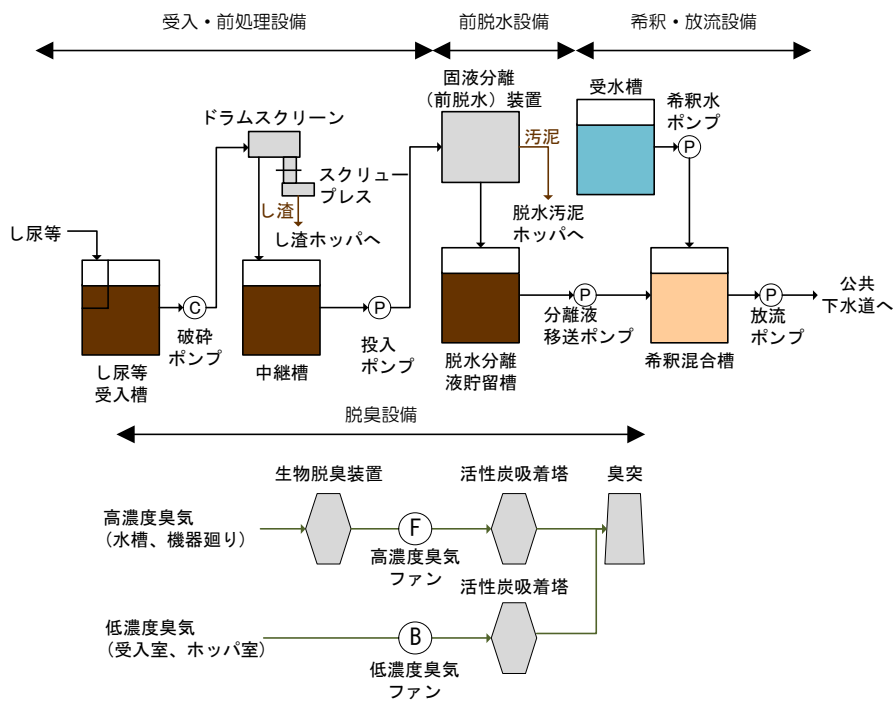 受入・前処理設備
前脱水設備
希釈・放流設備
固液分離
（前脱水）装置
受水槽
希釈水
ポンプ
P
ドラムスクリーン
汚泥
スクリュー
プレス
し渣
し渣ホッパへ
脱水汚泥
ホッパへ
し尿等
C
破砕
ポンプ
し尿等
受入槽
中継槽
P
投入
ポンプ
脱水分離
液貯留槽
P
分離液
移送ポンプ
希釈混合槽
P
放流
ポンプ
公共
下水道へ
脱臭設備
生物脱臭装置
活性炭吸着塔
臭突
高濃度臭気
（水槽、機器廻り）
F
高濃度臭気
ファン
活性炭吸着塔
低濃度臭気
（受入室、ホッパ室）
B
低濃度臭気
ファン